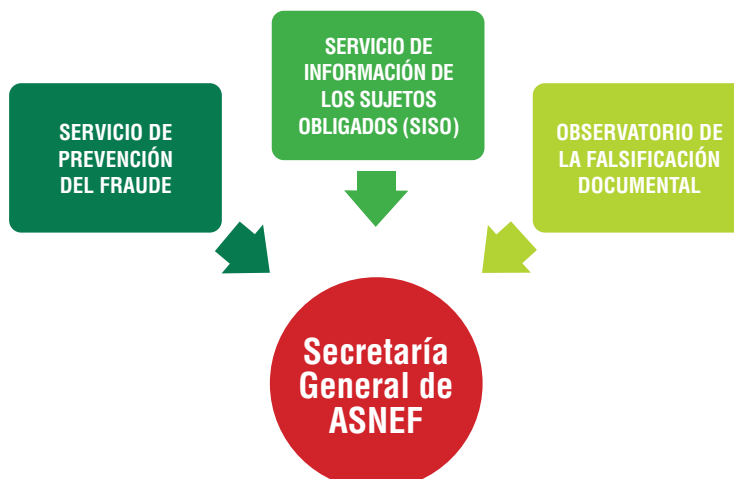 SERVICIO DE
PREVENCIÓN
DEL FRAUDE
SERVICIO DE
INFORMACIÓN DE
LOS SUJETOS
OBLIGADOS (SISO)
OBSERVATORIO DE
LA FALSIFICACIÓN
DOCUMENTAL
Secretaría
General de
ASNEF